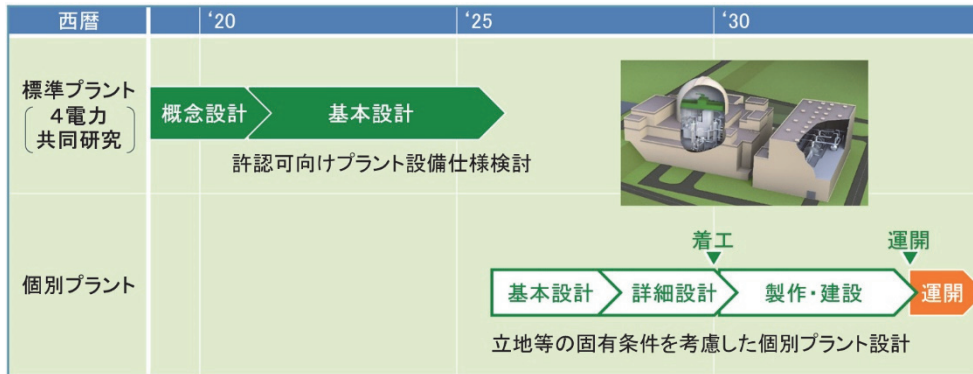 西暦
‘20
‘25
‘30
標準プラント
4電力
共同研究
概念設計
基本設計
許認可向けプラント設備仕様検討
着工
運開
個別プラント
基本設計
詳細設計
製作・建設
運開
立地等の固有条件を考慮した個別プラント設計